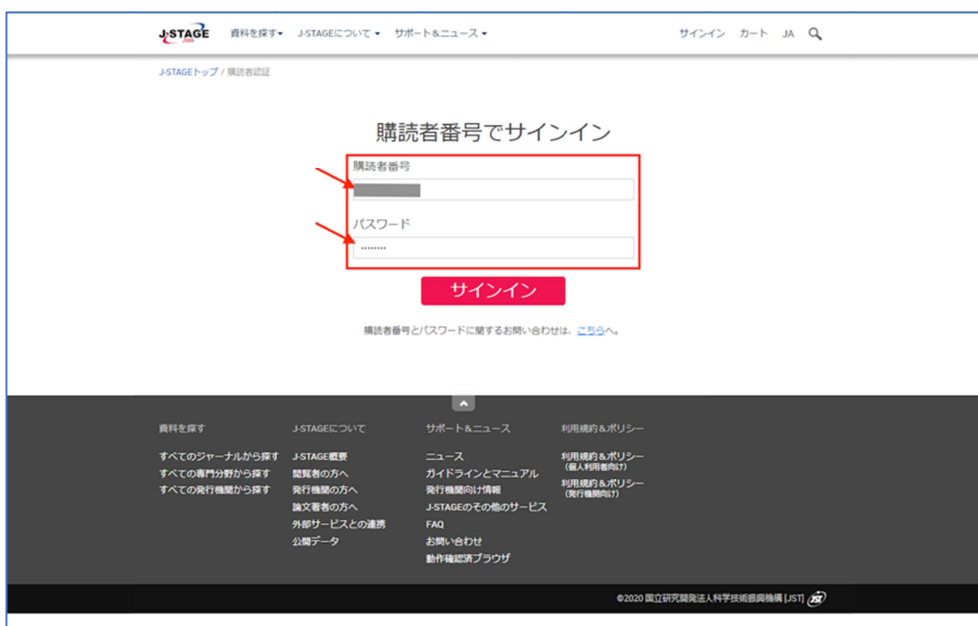 J-STAGE 資料を探す▾ J-STAGEについて ▾ サポート&ニュース ▾ サインイン カート JA
J-STAGEトップ / 購読者認証
購読者番号でサインイン
購読者番号
パスワード
········
サインイン
購読者番号とパスワードに関するお問い合わせは、こちらへ。
資料を探す J-STAGEについて サポート&ニュース 利用規約&ポリシー
すべてのジャーナルから探す J-STAGE概要 ニュース 利用規約&ポリシー
(個人利用者向け)
すべての専門分野から探す 閲覧者の方へ ガイドラインとマニュアル
すべての発行機関から探す 発行機関の方へ 発行機関向け情報 利用規約&ポリシー
(発行機関向け)
論文著者の方へ J-STAGEのその他のサービス
外部サービスとの連携 FAQ
公開データ お問い合わせ
動作確認済ブラウザ
©2020 国立研究開発法人科学技術振興機構 [JST] JST